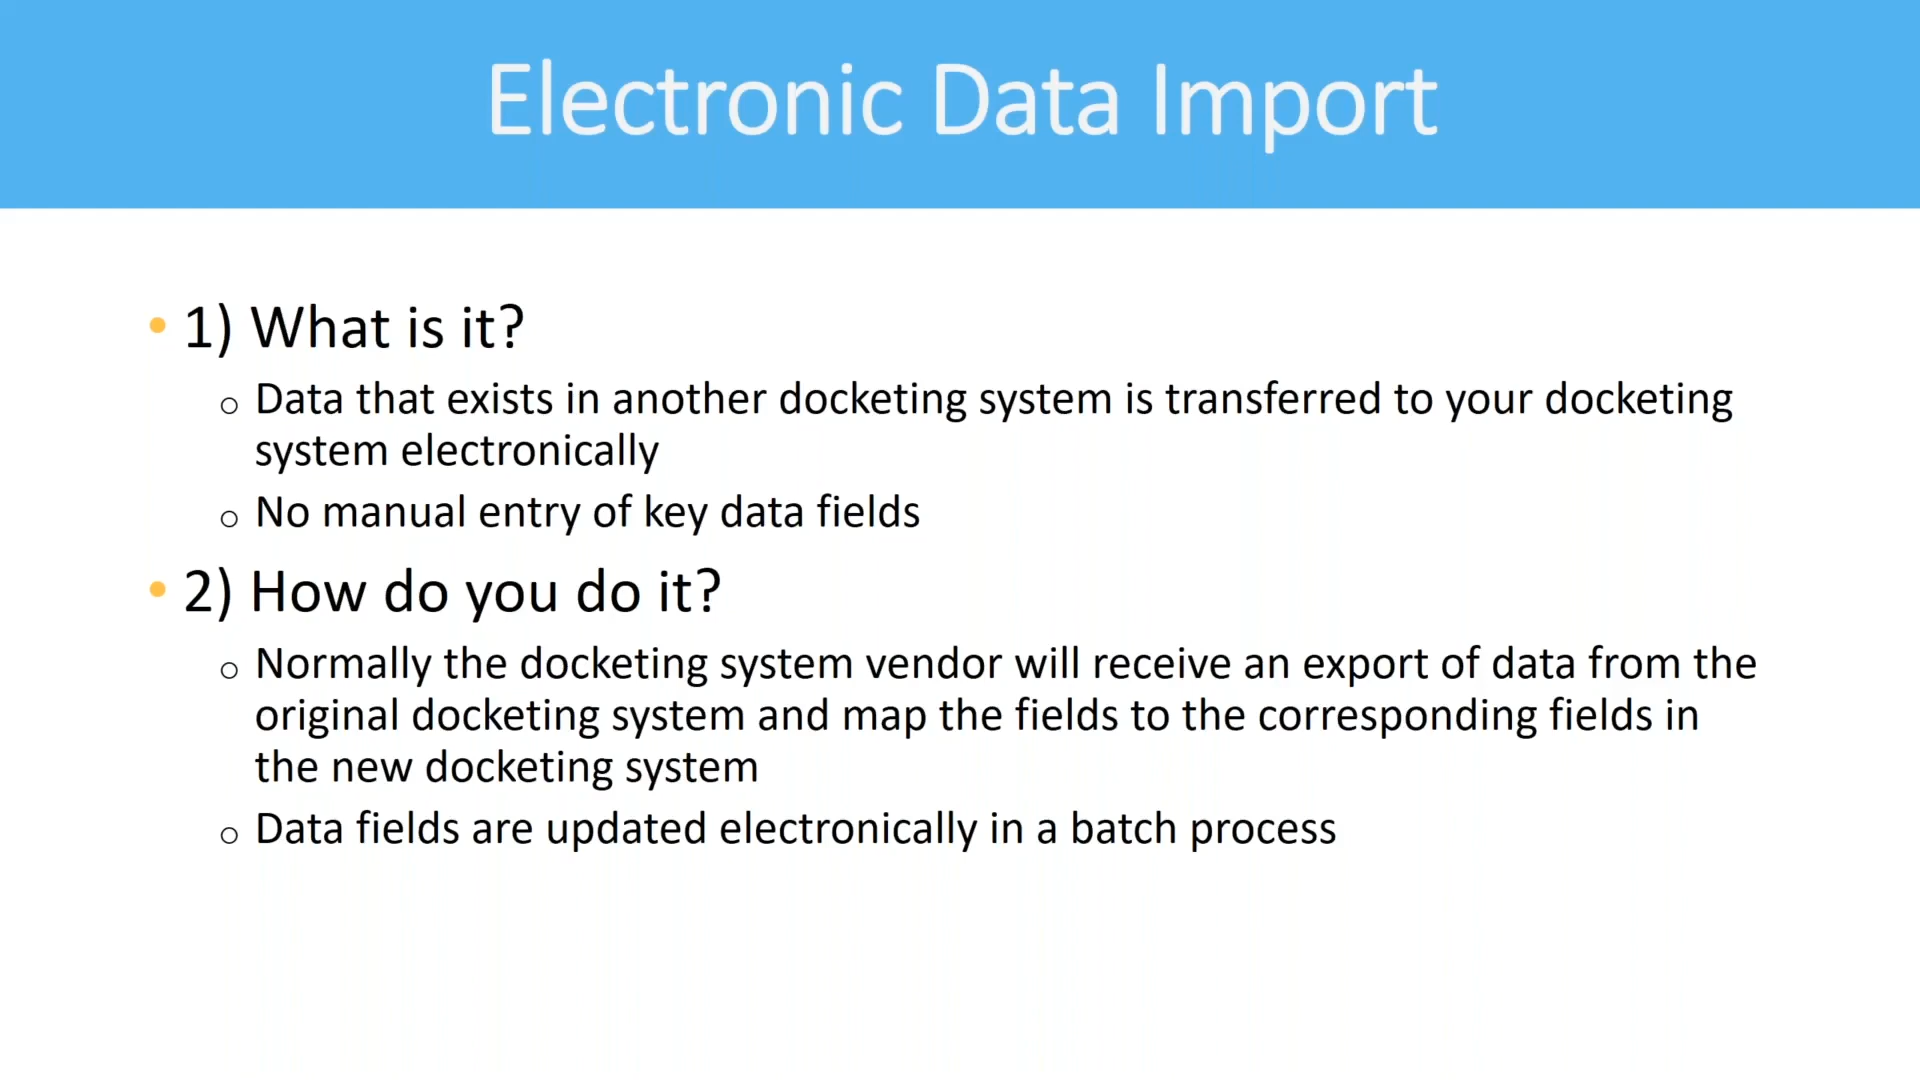 Electronic Data Import
• 1) What is it?
o Data that exists in another docketing system is transferred to your docketing
system electronically
o No manual entry of key data fields
• 2) How do you do it?
o Normally the docketing system vendor will receive an export of data from the
original docketing system and map the fields to the corresponding fields in
the new docketing system
o Data fields are updated electronically in a batch process